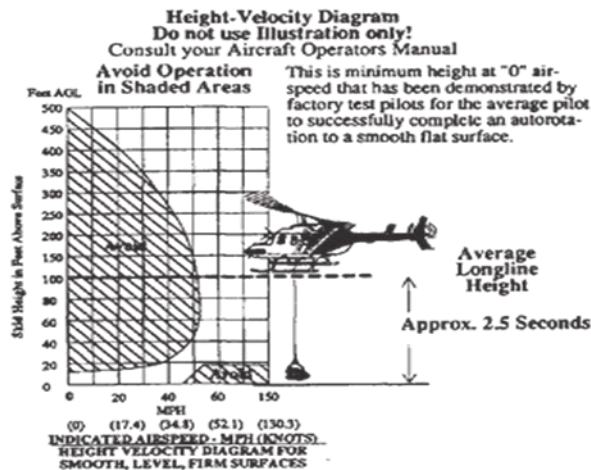 Height-Velocity Diagram
Do not use Illustration only!
Consult your Aircraft Operators Manual
Avoid Operation
in Shaded Areas
This is minimum height at "0" air-
speed that has been demonstrated by
factory test pilots for the average pilot
to successfully complete an autorota-
tion to a smooth flat surface.
Feet AGL
500
450
400
350
300
250
200
150
100
80
60
40
20
0
Skid Height in Feet Above Surface
Avoid
Avoid
Average
Longline
Height
Approx. 2.5 Seconds
0 20 40 60 150
MPH
(0) (17.4) (34.8) (52.1) (130.3)
INDICATED AIRSPEED - MPH (KNOTS)
HEIGHT VELOCITY DIAGRAM FOR
SMOOTH, LEVEL, FIRM SURFACES